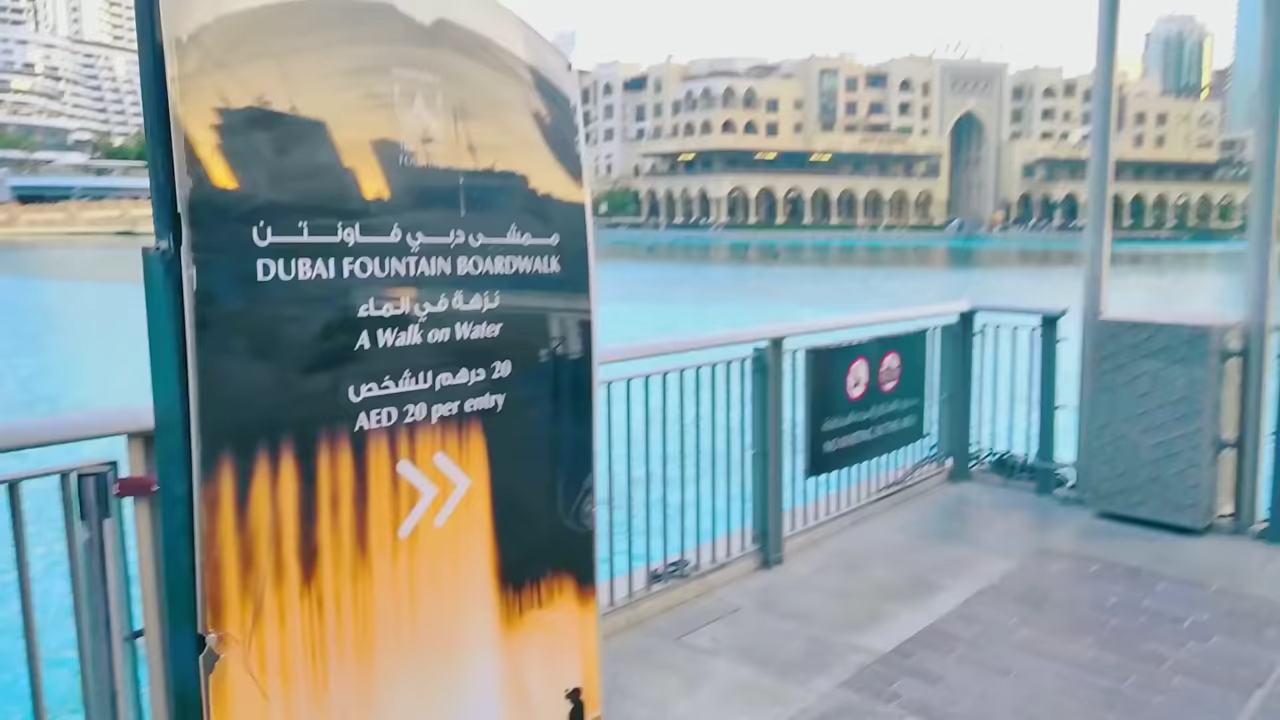 ممشى دبي فاونتن
DUBAI FOUNTAIN BOARDWALK
نزهة في الماء
A Walk on Water
20 درهم للشخص
AED 20 per entry